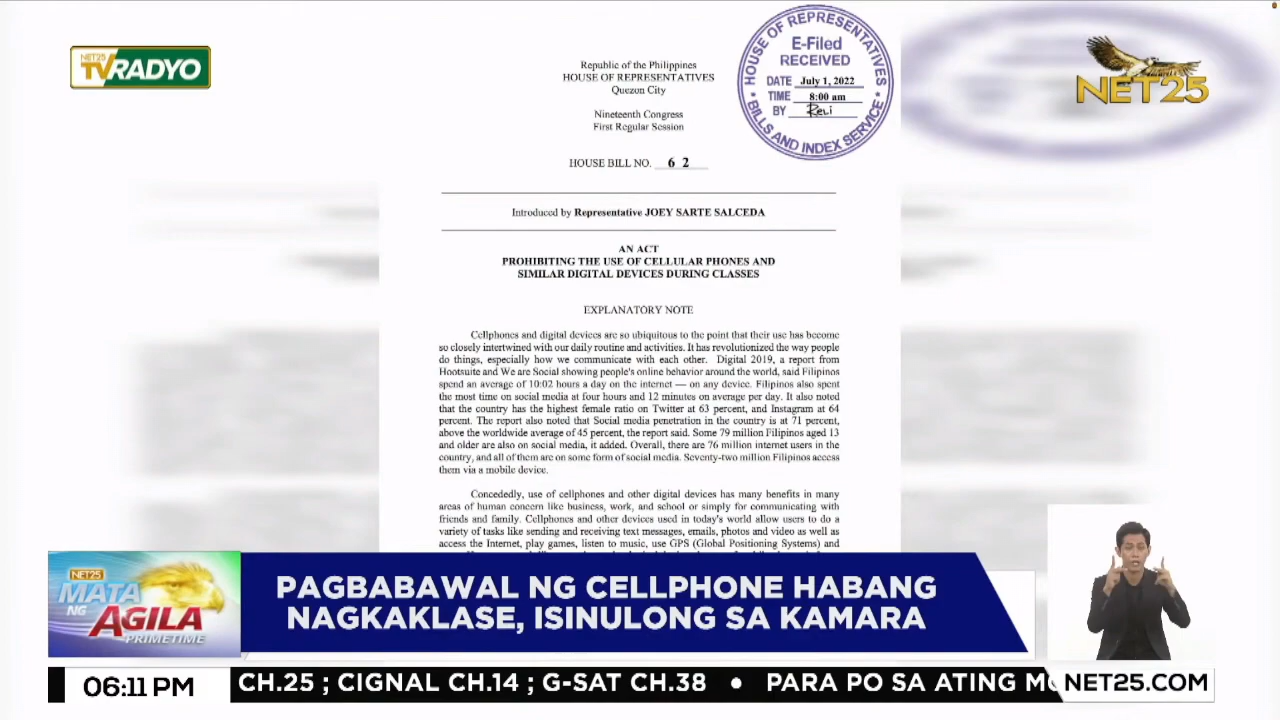 NET25
TVRADYO
Republic of the Philippines
HOUSE OF REPRESENTATIVES
Quezon City
Nineteenth Congress
First Regular Session
HOUSE BILL NO. 6 2
HOUSE OF REPRESENTATIVES
E-Filed
RECEIVED
DATE July 1, 2022
TIME 8:00 am
BY Reli
BILLS AND INDEX SERVICE
NET25
Introduced by Representative JOEY SARTE SALCEDA
AN ACT
PROHIBITING THE USE OF CELLULAR PHONES AND
SIMILAR DIGITAL DEVICES DURING CLASSES
EXPLANATORY NOTE
Cellphones and digital devices are so ubiquitous to the point that their use has become
so closely intertwined with our daily routine and activities. It has revolutionized the way people
do things, especially how we communicate with each other. Digital 2019, a report from
Hootsuite and We are Social showing people's online behavior around the world, said Filipinos
spend an average of 10:02 hours a day on the internet — on any device. Filipinos also spent
the most time on social media at four hours and 12 minutes on average per day. It also noted
that the country has the highest female ratio on Twitter at 63 percent, and Instagram at 64
percent. The report also noted that Social media penetration in the country is at 71 percent,
above the worldwide average of 45 percent, the report said. Some 79 million Filipinos aged 13
and older are also on social media, it added. Overall, there are 76 million internet users in the
country, and all of them are on some form of social media. Seventy-two million Filipinos access
them via a mobile device.
Concededly, use of cellphones and other digital devices has many benefits in many
areas of human concern like business, work, and school or simply for communicating with
friends and family. Cellphones and other devices used in today's world allow users to do a
variety of tasks like sending and receiving text messages, emails, photos and video as well as
access the Internet, play games, listen to music, use GPS (Global Positioning Systems) and
NET25
MATA
NG
AGILA
PRIMETIME
PAGBABAWAL NG CELLPHONE HABANG
NAGKAKLASE, ISINULONG SA KAMARA
06:11 PM
CH.25 ; CIGNAL CH.14 ; G-SAT CH.38 • PARA PO SA ATING
NET25.COM